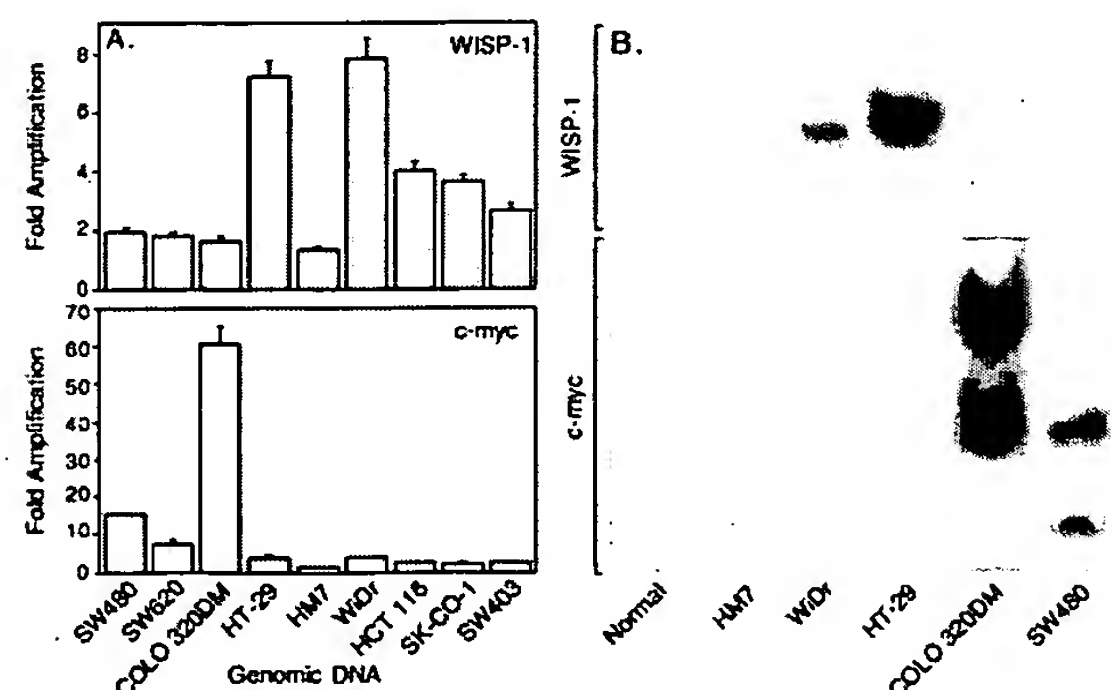 A.
WISP-1
Fold Amplification
8
6
4
2
0
c-myc
Fold Amplification
70
60
50
40
30
20
10
0
SW480
SW620
COLO 320DM
HT-29
HM7
WiDr
HCT 116
SK-CO-1
SW403
Genomic DNA
B.
WISP-1
c-myc
Normal
HM7
WiDr
HT-29
COLO 320DM
SW480